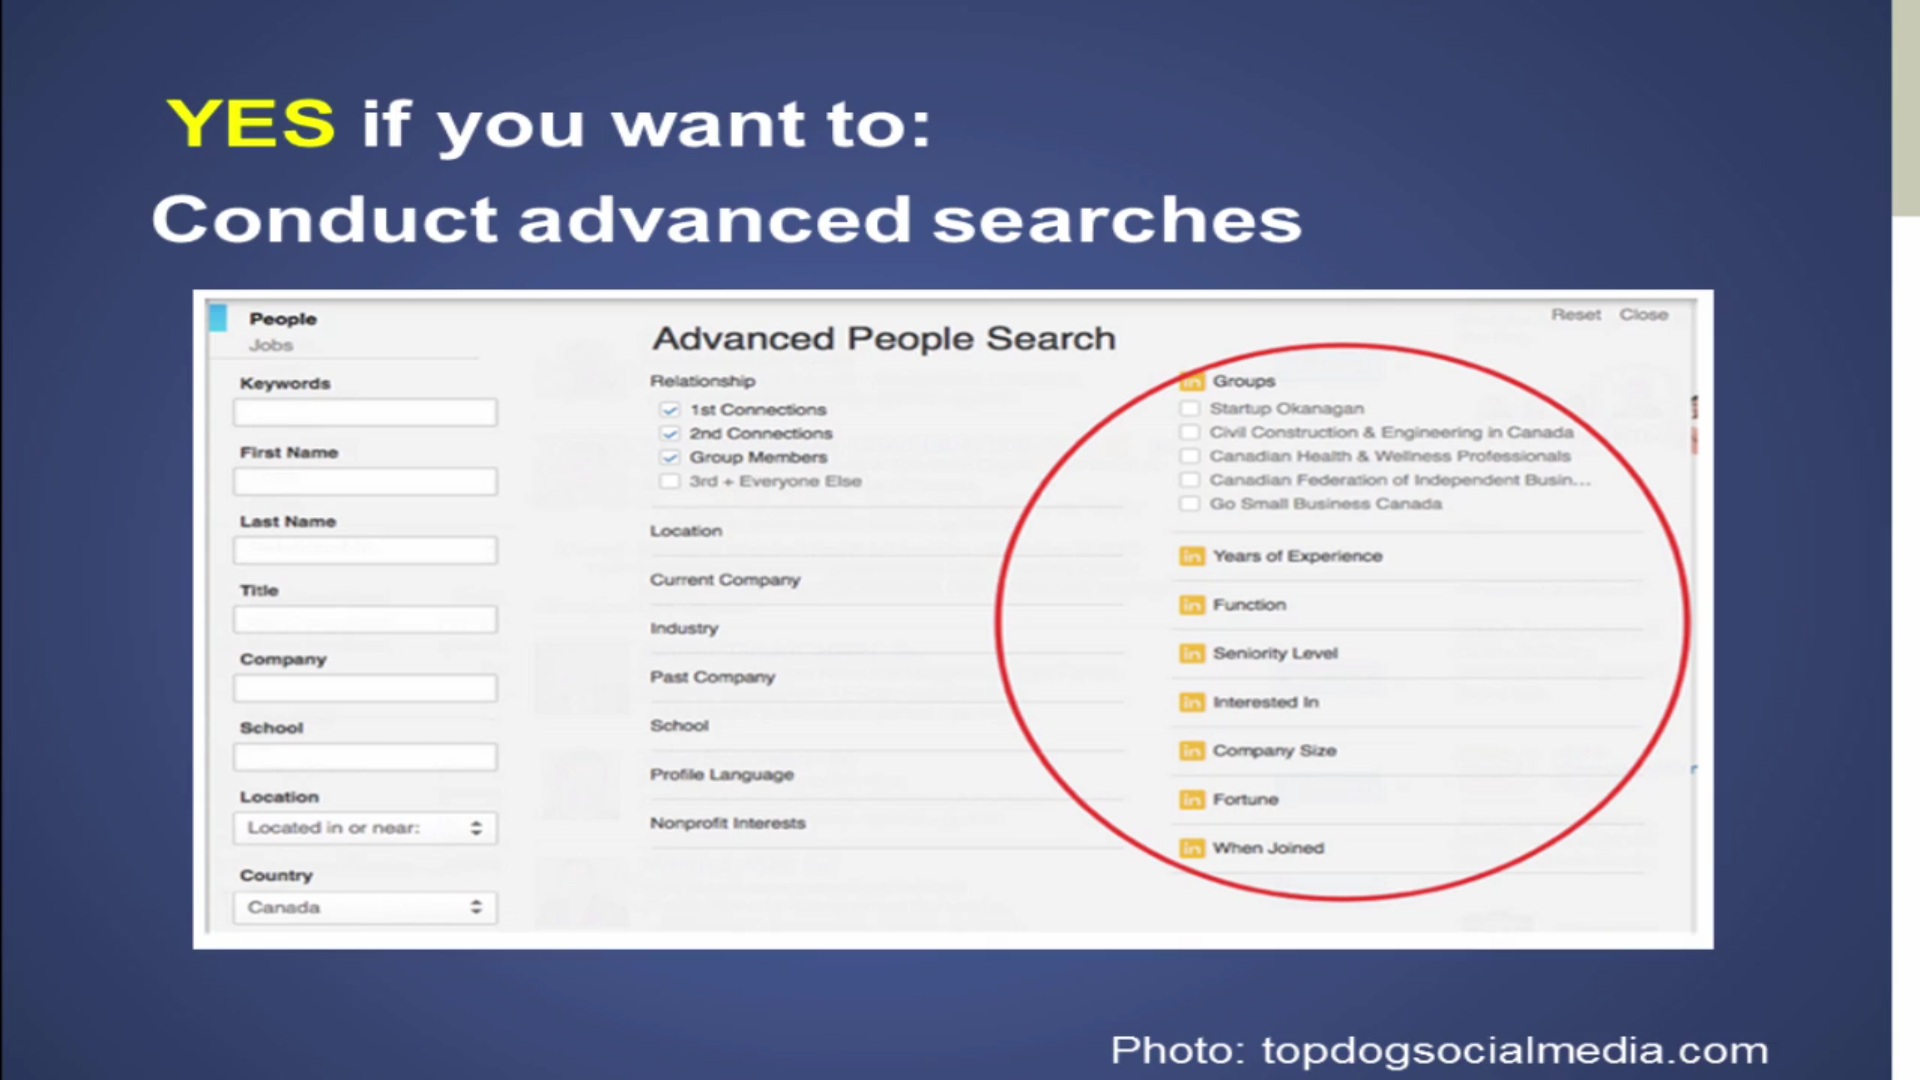 YES if you want to:
Conduct advanced searches
People
Jobs
Keywords
First Name
Last Name
Title
Company
School
Location
Located in or near:
Country
Canada
Advanced People Search
Reset Close
Relationship
1st Connections
2nd Connections
Group Members
3rd + Everyone Else
Location
Current Company
Industry
Past Company
School
Profile Language
Nonprofit Interests
in Groups
Startup Okanagan
Civil Construction & Engineering in Canada
Canadian Health & Wellness Professionals
Canadian Federation of Independent Busin...
Go Small Business Canada
in Years of Experience
in Function
in Seniority Level
in Interested In
in Company Size
in Fortune
in When Joined
Photo: topdogsocialmedia.com